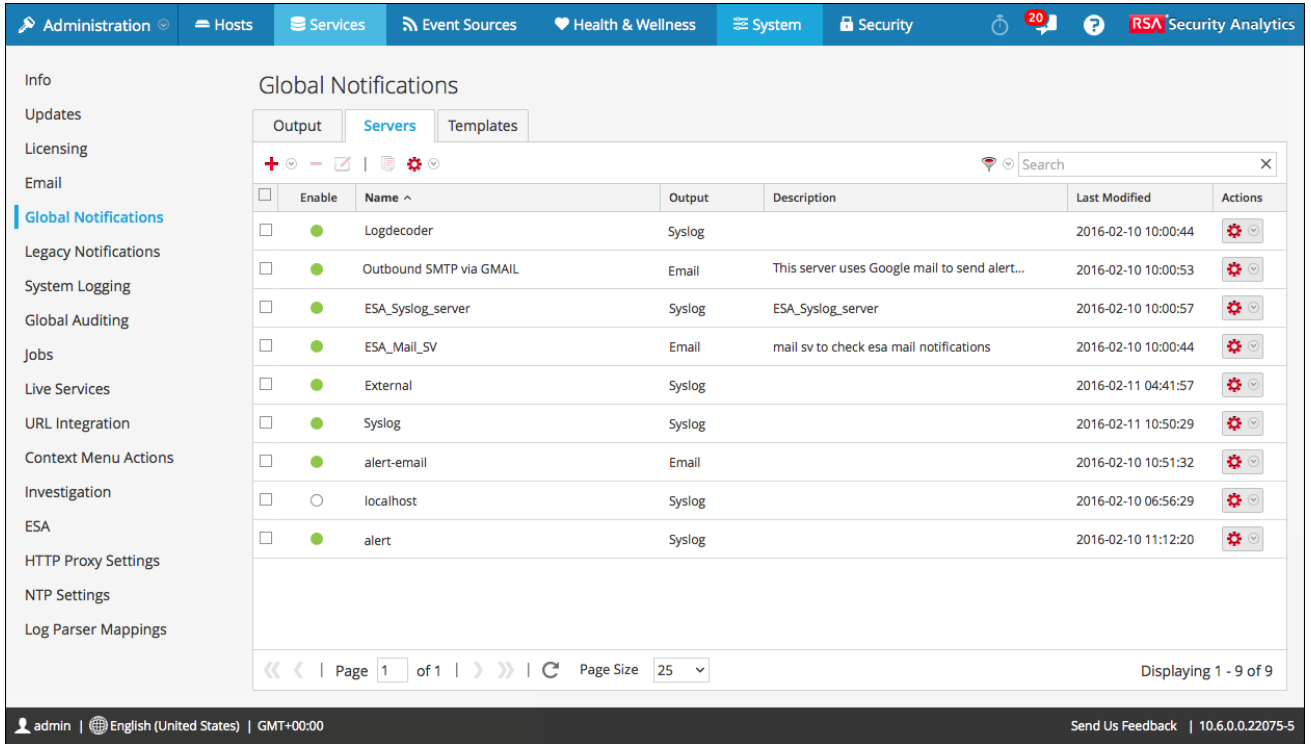 Administration Hosts Services Event Sources Health & Wellness System Security 20 ? RSA Security Analytics
Info
Updates
Licensing
Email
Global Notifications
Legacy Notifications
System Logging
Global Auditing
Jobs
Live Services
URL Integration
Context Menu Actions
Investigation
ESA
HTTP Proxy Settings
NTP Settings
Log Parser Mappings
Global Notifications
Output Servers Templates
Search
Enable Name Output Description Last Modified Actions
Logdecoder Syslog 2016-02-10 10:00:44
Outbound SMTP via GMAIL Email This server uses Google mail to send alert... 2016-02-10 10:00:53
ESA_Syslog_server Syslog ESA_Syslog_server 2016-02-10 10:00:57
ESA_Mail_SV Email mail sv to check esa mail notifications 2016-02-10 10:00:44
External Syslog 2016-02-11 04:41:57
Syslog Syslog 2016-02-11 10:50:29
alert-email Email 2016-02-10 10:51:32
localhost Syslog 2016-02-10 06:56:29
alert Syslog 2016-02-10 11:12:20
Page 1 of 1 Page Size 25 Displaying 1 - 9 of 9
admin | English (United States) | GMT+00:00 Send Us Feedback | 10.6.0.0.22075-5